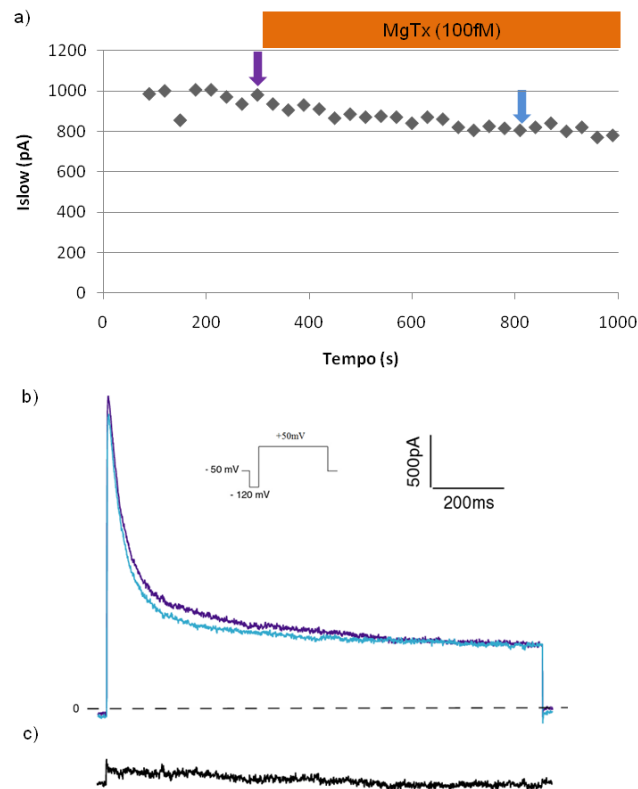 a)
MgTx (100fM)
1200
1000
800
600
400
200
0
Islow (pA)
0 200 400 600 800 1000
Tempo (s)
b)
+50mV
- 50 mV
- 120 mV
500pA
200ms
0
c)